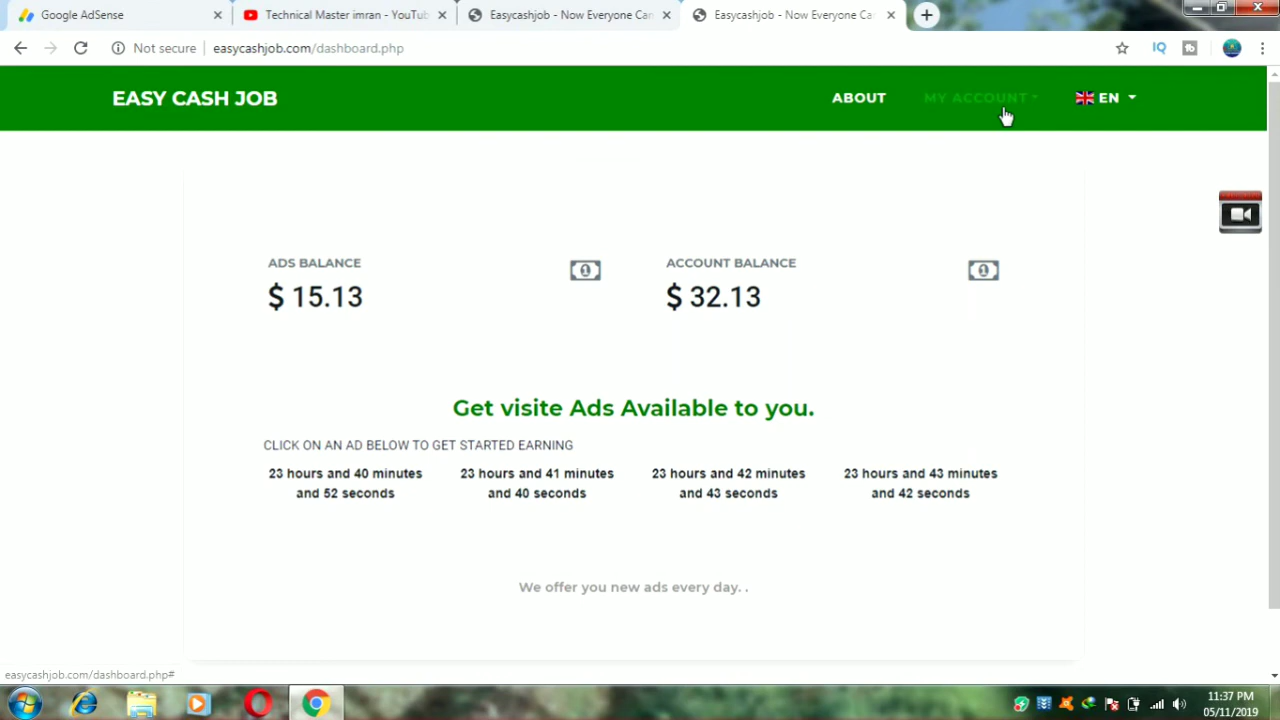 Google AdSense
Technical Master imran - YouTub
Easycashjob - Now Everyone Can
Easycashjob - Now Everyone Ca
Not secure
easycashjob.com/dashboard.php
IQ
EASY CASH JOB
ABOUT
MY ACCOUNT
EN
ADS BALANCE
$ 15.13
ACCOUNT BALANCE
$ 32.13
Get visite Ads Available to you.
CLICK ON AN AD BELOW TO GET STARTED EARNING
23 hours and 40 minutes
and 52 seconds
23 hours and 41 minutes
and 40 seconds
23 hours and 42 minutes
and 43 seconds
23 hours and 43 minutes
and 42 seconds
We offer you new ads every day. .
easycashjob.com/dashboard.php#
11:37 PM
05/11/2019